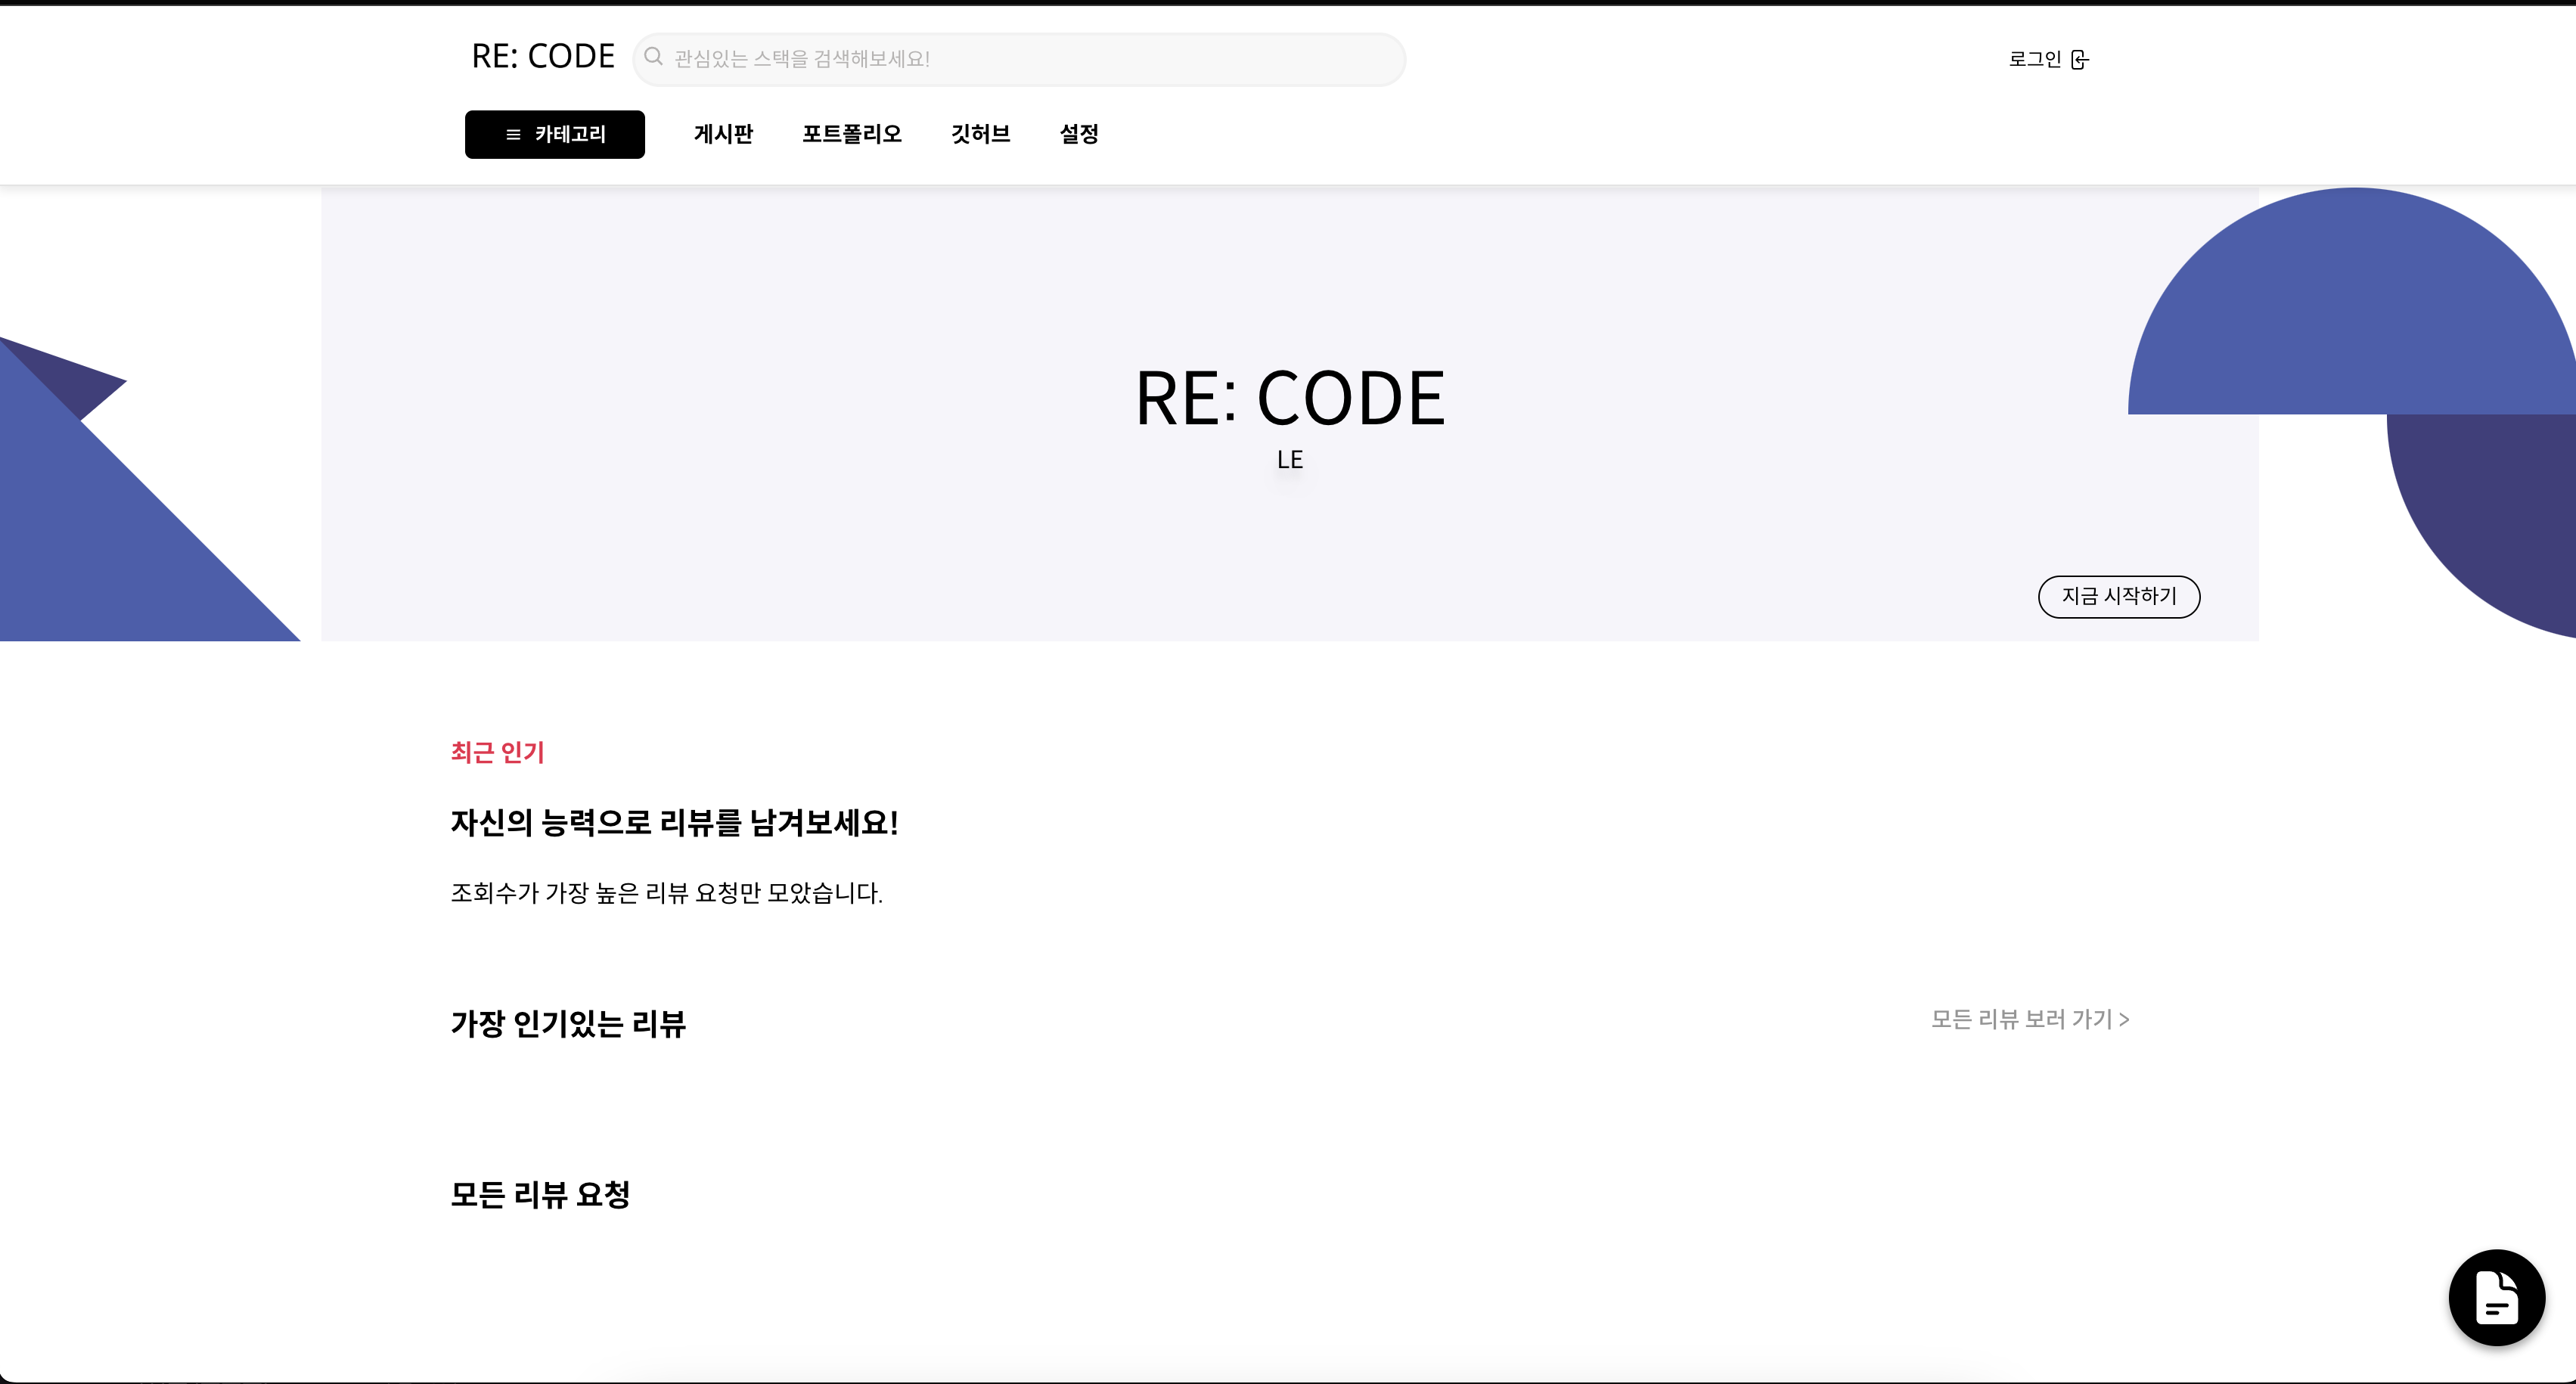 RE: CODE
관심있는 스택을 검색해보세요!
로그인
카테고리 게시판 포트폴리오 깃허브 설정
RE: CODE
LE
지금 시작하기
최근 인기
자신의 능력으로 리뷰를 남겨보세요!
조회수가 가장 높은 리뷰 요청만 모았습니다.
가장 인기있는 리뷰
모든 리뷰 보러 가기 >
모든 리뷰 요청